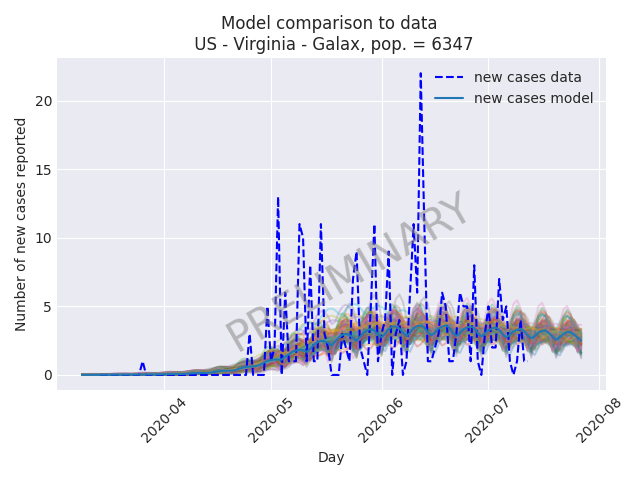 Model comparison to data
US - Virginia - Galax, pop. = 6347
new cases data
new cases model
Number of new cases reported
20
15
10
5
0
PRELIMINARY
2020-04
2020-05
2020-06
2020-07
2020-08
Day